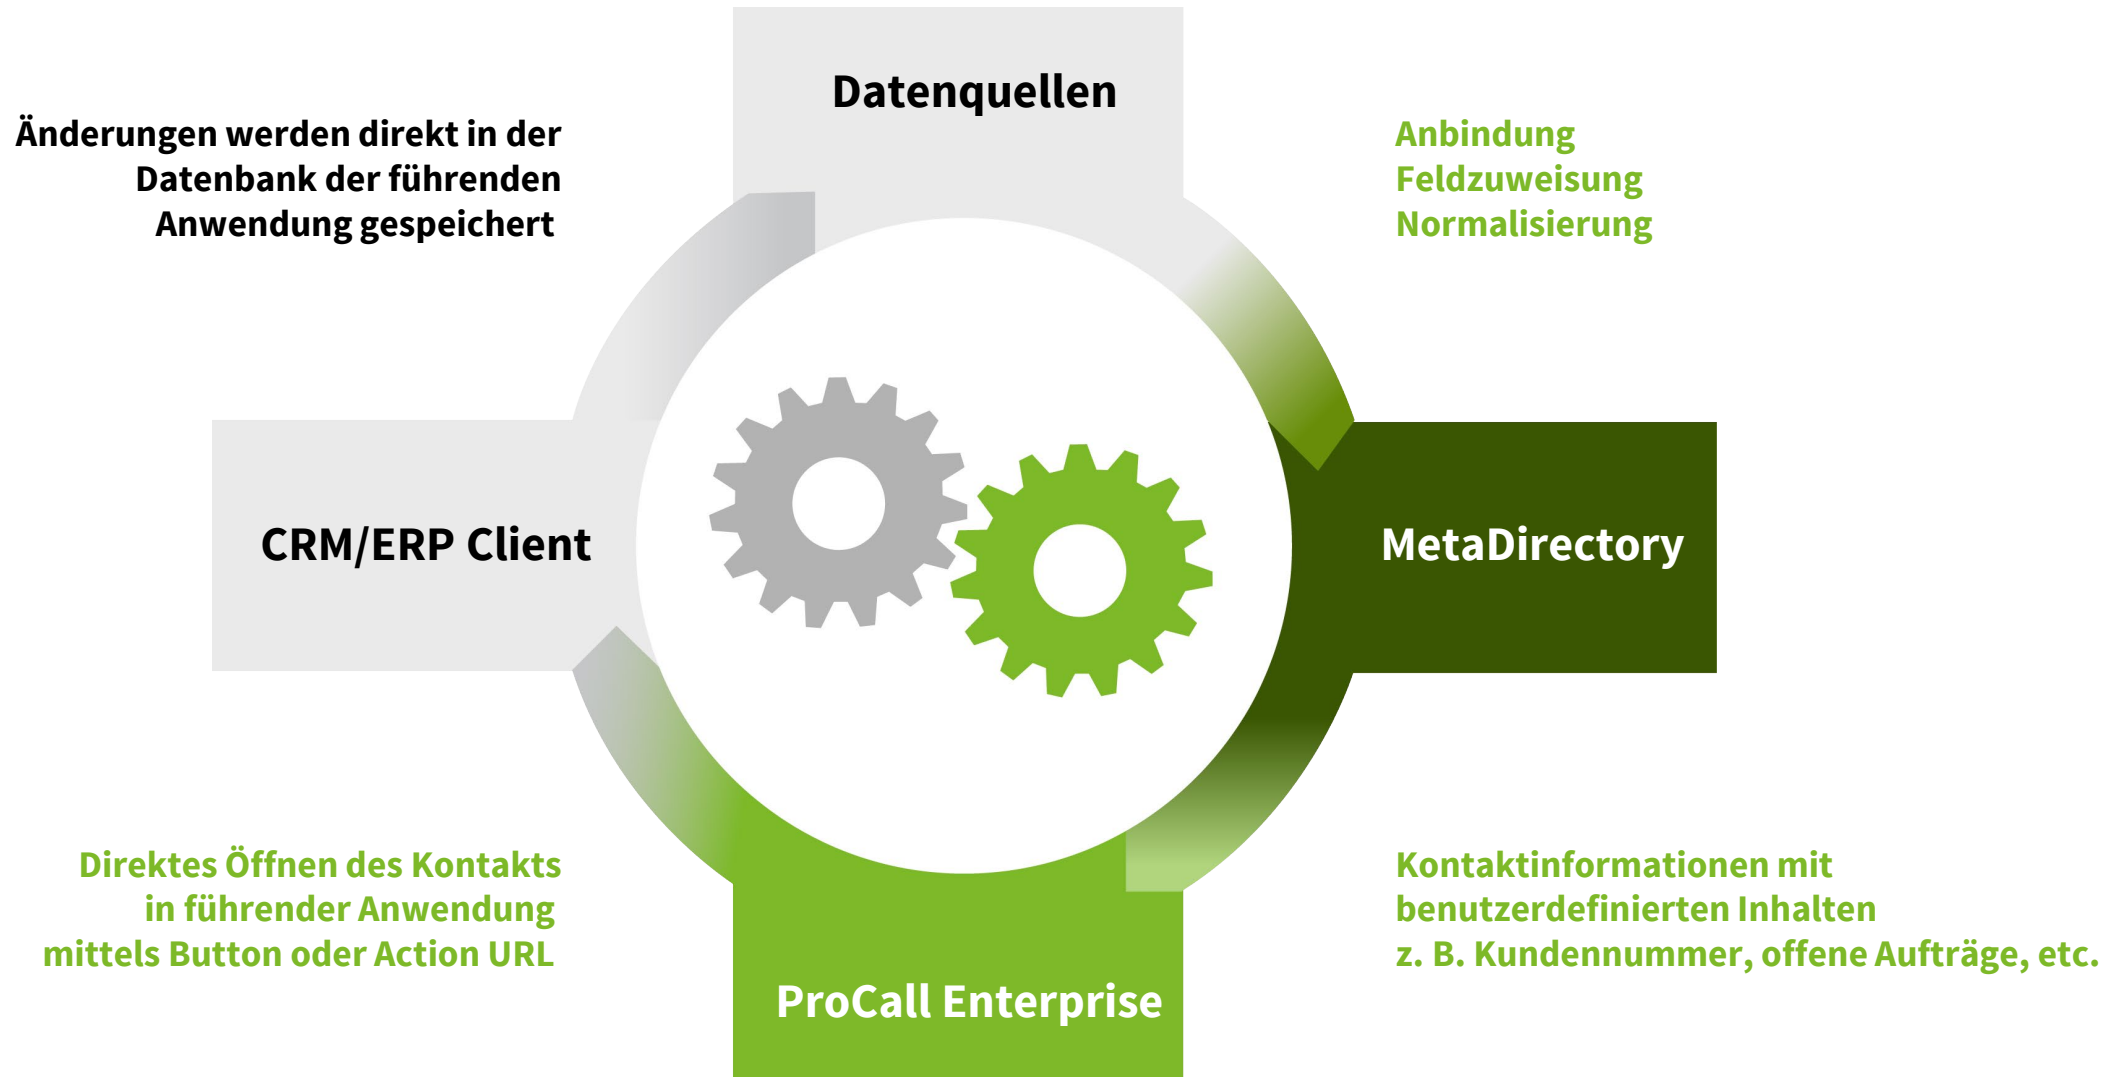 Datenquellen
Änderungen werden direkt in der
Datenbank der führenden
Anwendung gespeichert
Anbindung
Feldzuweisung
Normalisierung
CRM/ERP Client
MetaDirectory
Direktes Öffnen des Kontakts
in führender Anwendung
mittels Button oder Action URL
Kontaktinformationen mit
benutzerdefinierten Inhalten
z. B. Kundennummer, offene Aufträge, etc.
ProCall Enterprise